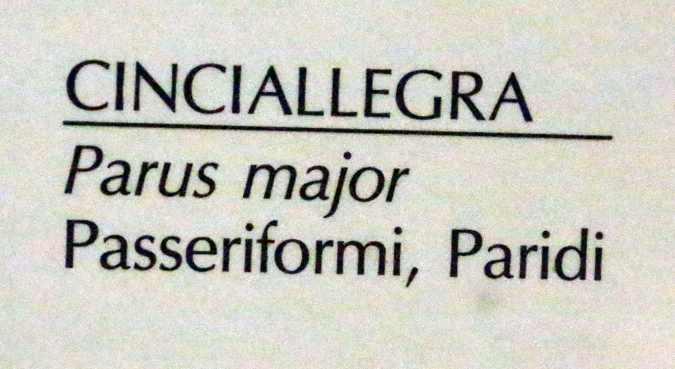 CINCIALLEGRA
Parus major
Passeriformi, Paridi